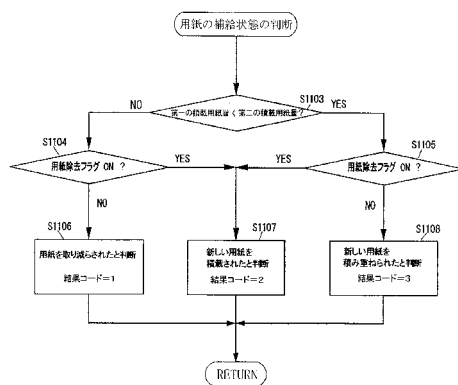 用紙の補給状態の判断
S1103
第一の積載用紙量く第二の積載用紙量?
NO
YES
S1104
用紙除去フラグ ON ?
YES
NO
S1105
用紙除去フラグ ON ?
YES
NO
S1106
用紙を取り減らされたと判断
結果コード=1
S1107
新しい用紙を
積載されたと判断
結果コード=2
S1108
新しい用紙を
積み重ねられたと判断
結果コード=3
RETURN